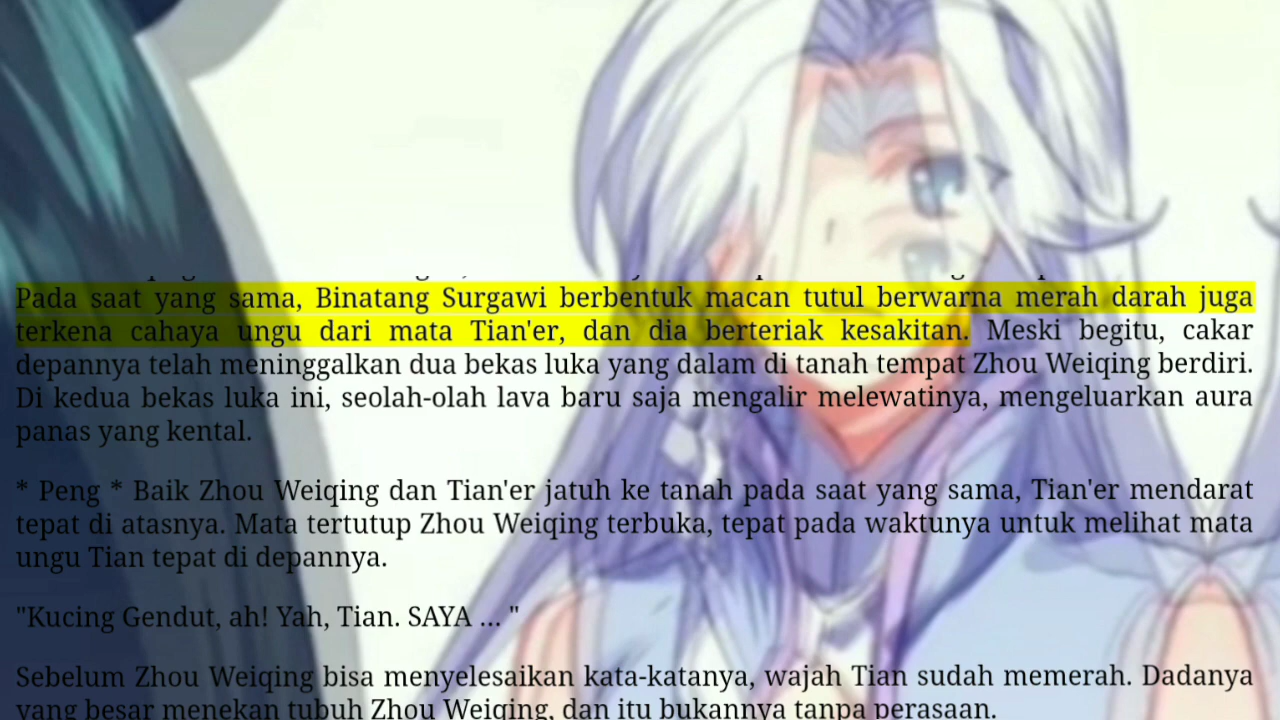 Pada saat yang sama, Binatang Surgawi berbentuk macan tutul berwarna merah darah juga
terkena cahaya ungu dari mata Tian'er, dan dia berteriak kesakitan. Meski begitu, cakar
depannya telah meninggalkan dua bekas luka yang dalam di tanah tempat Zhou Weiqing berdiri.
Di kedua bekas luka ini, seolah-olah lava baru saja mengalir melewatinya, mengeluarkan aura
panas yang kental.
* Peng * Baik Zhou Weiqing dan Tian'er jatuh ke tanah pada saat yang sama, Tian'er mendarat
tepat di atasnya. Mata tertutup Zhou Weiqing terbuka, tepat pada waktunya untuk melihat mata
ungu Tian tepat di depannya.
"Kucing Gendut, ah! Yah, Tian. SAYA ... "
Sebelum Zhou Weiqing bisa menyelesaikan kata-katanya, wajah Tian sudah memerah. Dadanya
yang besar menekan tubuh Zhou Weiqing, dan itu bukannya tanpa perasaan.